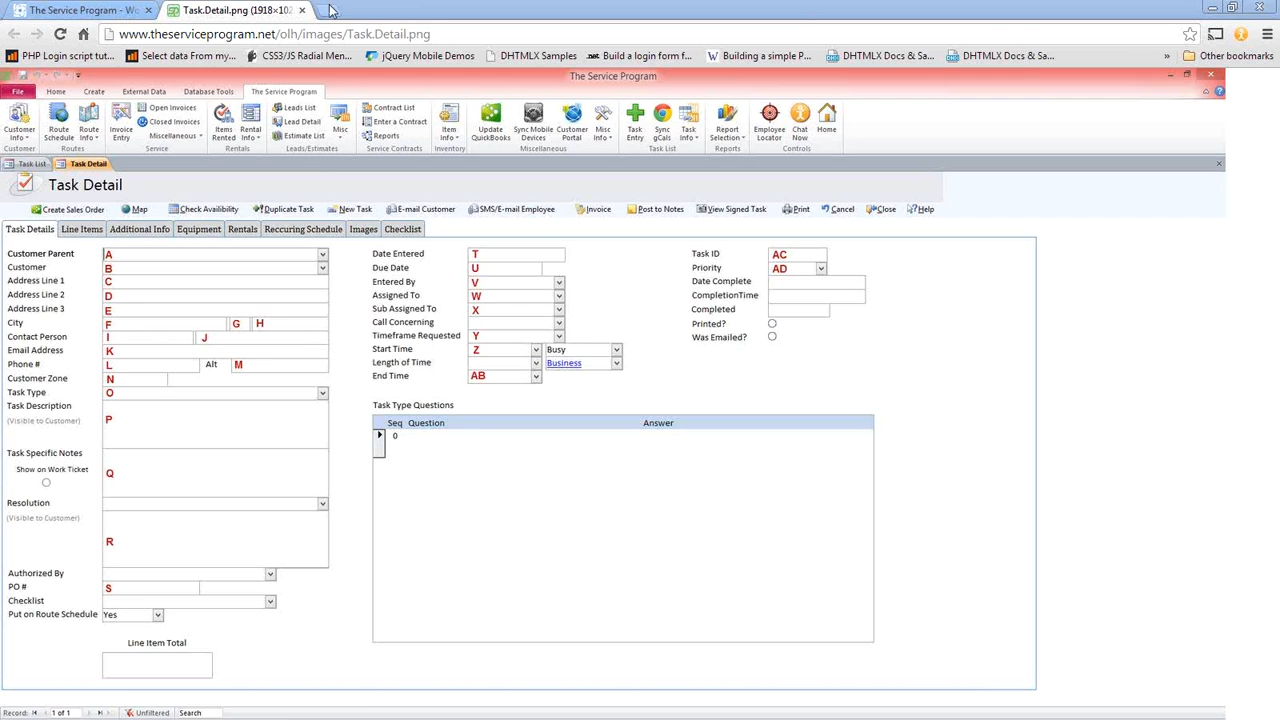 The Service Program - Wo
Task.Detail.png (1918×102
www.theserviceprogram.net/olh/images/Task.Detail.png
PHP Login script tut...
Select data From my...
CSS3/JS Radial Men...
jQuery Mobile Demos
DHTMLX Samples
.net Build a login form f...
Building a simple P...
DHTMLX Docs & Sa...
DHTMLX Docs & Sa...
»
Other bookmarks
The Service Program
File
Home
Create
External Data
Database Tools
The Service Program
Customer Info
Customer
Route Schedule
Route Info
Routes
Invoice Entry
Open Invoices
Closed Invoices
Miscellaneous
Service
Items Rented
Rental Info
Rentals
Leads List
Lead Detail
Estimate List
Misc
Leads/Estimates
Contract List
Enter a Contract
Reports
Service Contracts
Item Info
Inventory
Update QuickBooks
Sync Mobile Devices
Customer Portal
Misc Info
Miscellaneous
Task Entry
Sync gCals
Task Info
Task List
Report Selection
Reports
Employee Locator
Chat Now
Home
Controls
Task List
Task Detail
Task Detail
Create Sales Order
Map
Check Availibility
Duplicate Task
New Task
E-mail Customer
SMS/E-mail Employee
Invoice
Post to Notes
View Signed Task
Print
Cancel
Close
Help
Task Details
Line Items
Additional Info
Equipment
Rentals
Reccuring Schedule
Images
Checklist
Customer Parent A
Customer B
Address Line 1 C
Address Line 2 D
Address Line 3 E
City F G H
Contact Person I J
Email Address K
Phone # L Alt M
Customer Zone N
Task Type O
Task Description
(Visible to Customer) P
Task Specific Notes
Show on Work Ticket Q
Resolution
(Visible to Customer)
R
Authorized By
PO # S
Checklist
Put on Route Schedule Yes
Line Item Total
Date Entered T
Due Date U
Entered By V
Assigned To W
Sub Assigned To X
Call Concerning
Timeframe Requested Y
Start Time Z Busy
Length of Time Business
End Time AB
Task Type Questions
Seq Question Answer
0
Task ID AC
Priority AD
Date Complete
CompletionTime
Completed
Printed?
Was Emailed?
Record: 1 of 1 Unfiltered Search